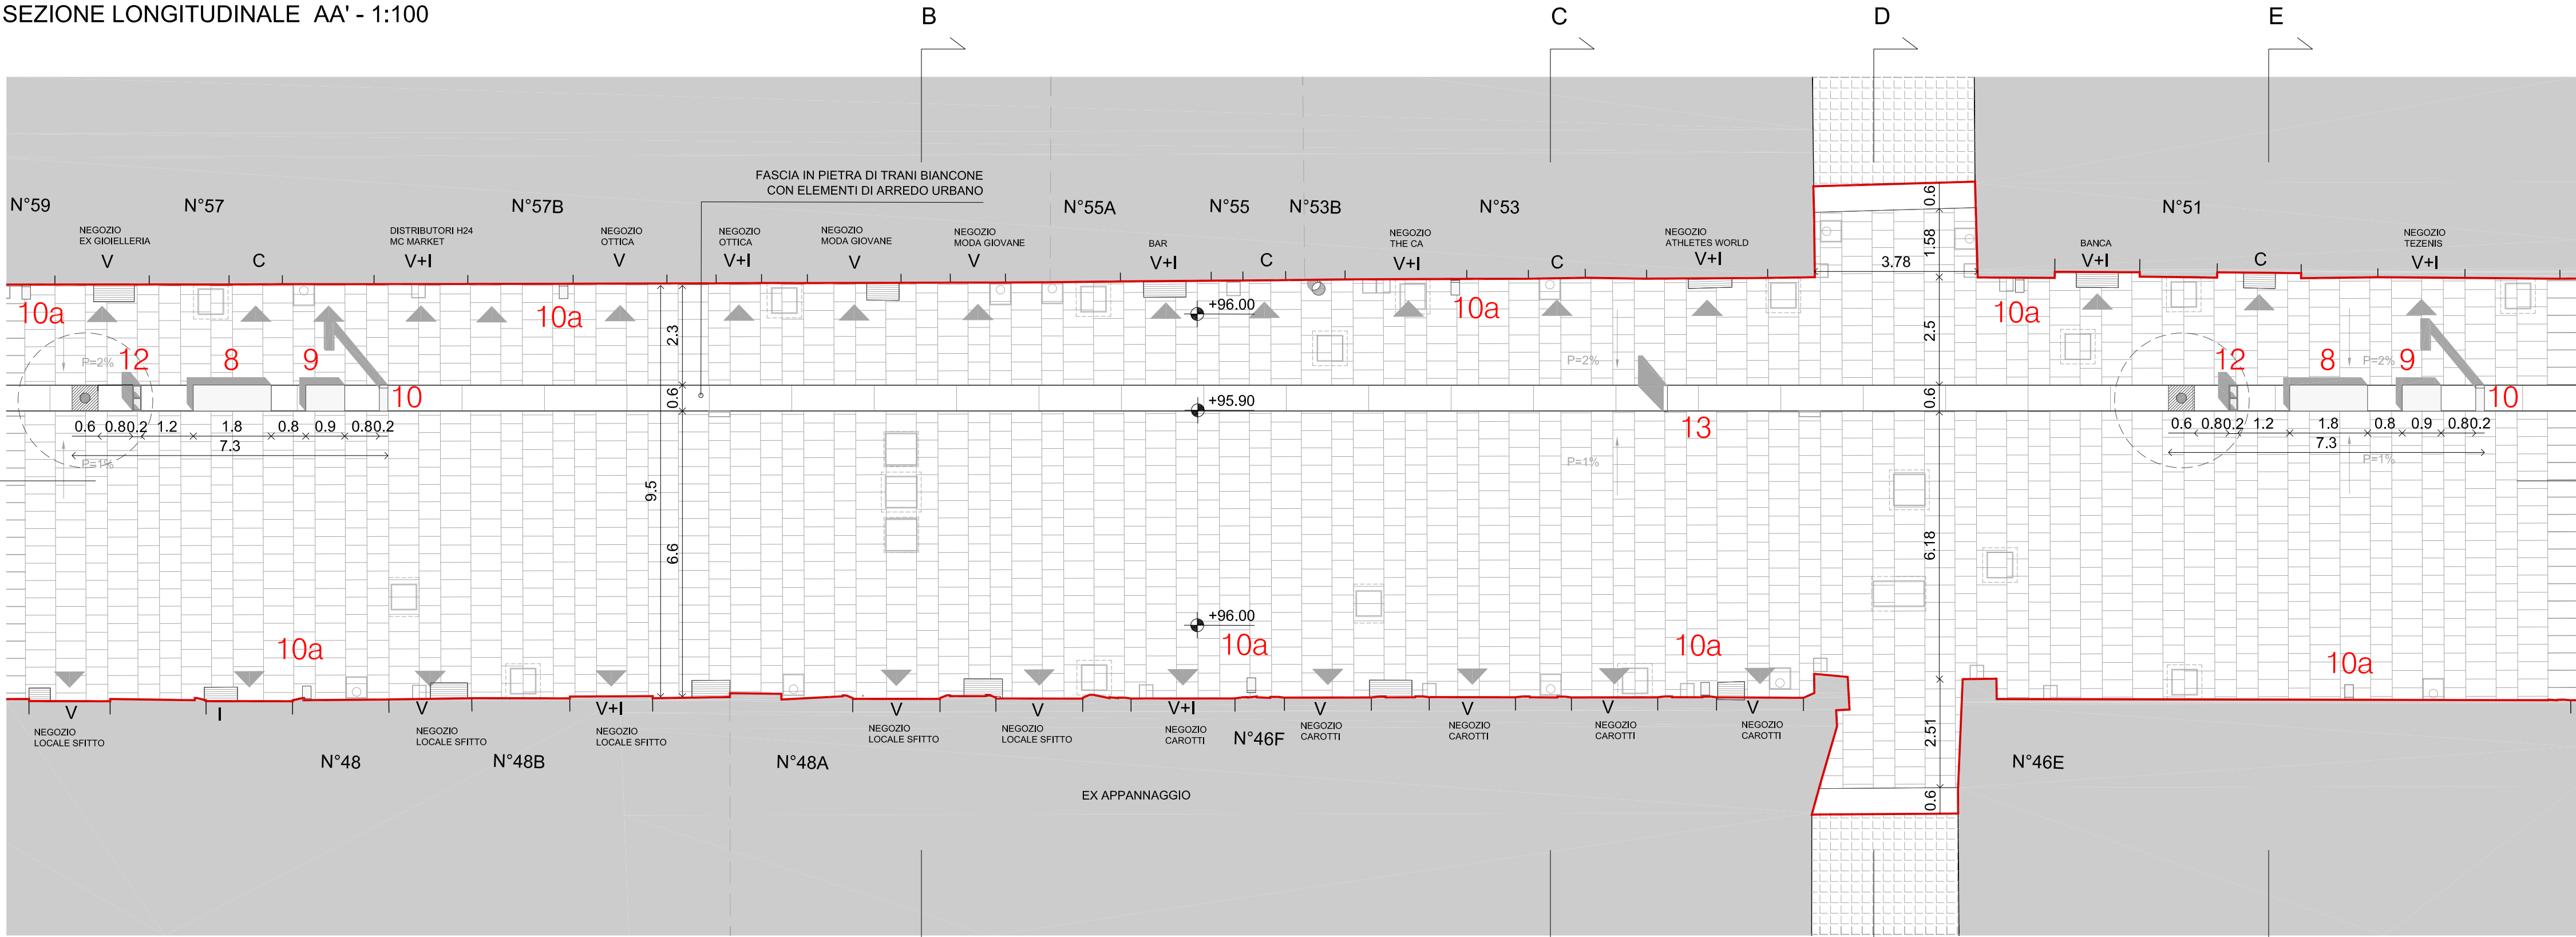 SEZIONE LONGITUDINALE AA' - 1:100
B
C
D
E
FASCIA IN PIETRA DI TRANI BIANCONE
CON ELEMENTI DI ARREDO URBANO
N°59
N°57
N°57B
N°55A
N°55
N°53B
N°53
N°51
NEGOZIO
EX GIOIELLERIA
V
C
DISTRIBUTORI H24
MC MARKET
V+I
NEGOZIO
OTTICA
V
NEGOZIO
OTTICA
V+I
NEGOZIO
MODA GIOVANE
V
NEGOZIO
MODA GIOVANE
V
BAR
V+I
C
NEGOZIO
THE CA
V+I
C
NEGOZIO
ATHLETES WORLD
V+I
BANCA
V+I
C
NEGOZIO
TEZENIS
V+I
0.6
1.58
3.78
2.5
0.6
6.18
2.51
0.6
10a
10a
10a
10a
+96.00
2.3
0.6
9.5
6.6
P=2%
12
8
9
10
P=2%
P=2%
12
8
9
10
+95.90
13
0.6 0.8 0.2 1.2 1.8 0.8 0.9 0.8 0.2
7.3
P=1%
P=1%
0.6 0.8 0.2 1.2 1.8 0.8 0.9 0.8 0.2
7.3
P=1%
+96.00
10a
10a
10a
10a
V
NEGOZIO
LOCALE SFITTO
I
V
NEGOZIO
LOCALE SFITTO
V+I
NEGOZIO
LOCALE SFITTO
V
NEGOZIO
LOCALE SFITTO
V
NEGOZIO
LOCALE SFITTO
V+I
NEGOZIO
CAROTTI
V
NEGOZIO
CAROTTI
V
NEGOZIO
CAROTTI
V
NEGOZIO
CAROTTI
V
NEGOZIO
CAROTTI
N°48
N°48B
N°48A
N°46F
N°46E
EX APPANNAGGIO